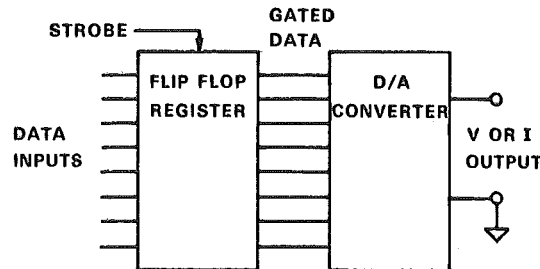 STROBE
GATED
DATA
FLIP FLOP
REGISTER
D/A
CONVERTER
DATA
INPUTS
V OR I
OUTPUT